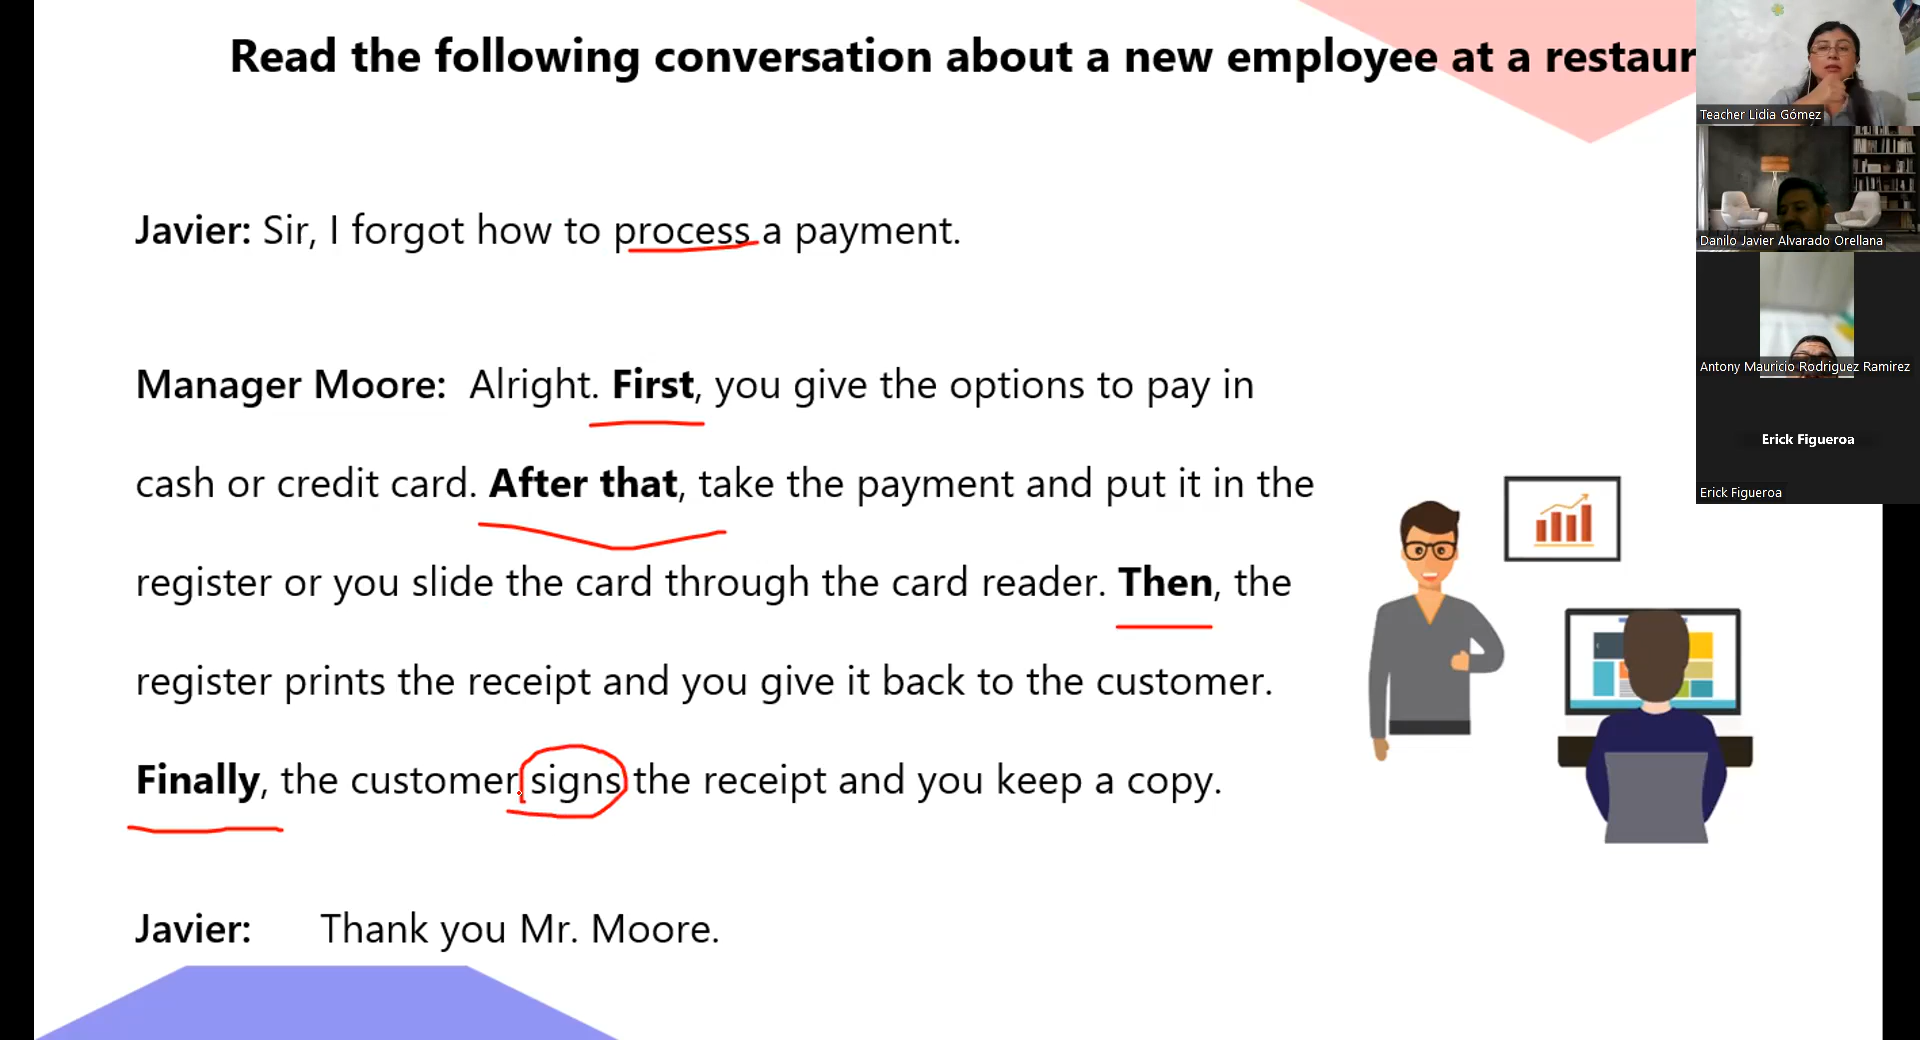 Read the following conversation about a new employee at a restaur
Javier: Sir, I forgot how to process a payment.
Manager Moore: Alright. First, you give the options to pay in
cash or credit card. After that, take the payment and put it in the
register or you slide the card through the card reader. Then, the
register prints the receipt and you give it back to the customer.
Finally, the customer signs the receipt and you keep a copy.
Javier: Thank you Mr. Moore.
Teacher Lidia Gómez
Danilo Javier Alvarado Orellana
Antony Mauricio Rodriguez Ramirez
Erick Figueroa
Erick Figueroa